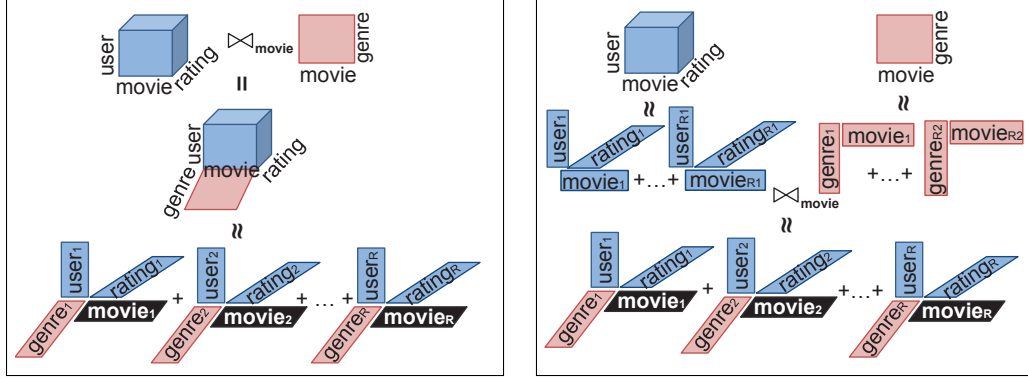 user
movie
rating
⋈movie
genre
movie
=
user
movie
rating
genre
≈
user1
rating1
movie1
genre1
+
user2
rating2
movie2
genre2
+ ... +
userR
ratingR
movieR
genreR
user
movie
rating
genre
movie
≈
≈
user1
rating1
movie1
+...+
userR1
ratingR1
movieR1
⋈movie
genre1
movie1
+...+
genreR2
movieR2
≈
user1
rating1
movie1
genre1
+
user2
rating2
movie2
genre2
+...+
userR
ratingR
movieR
genreR